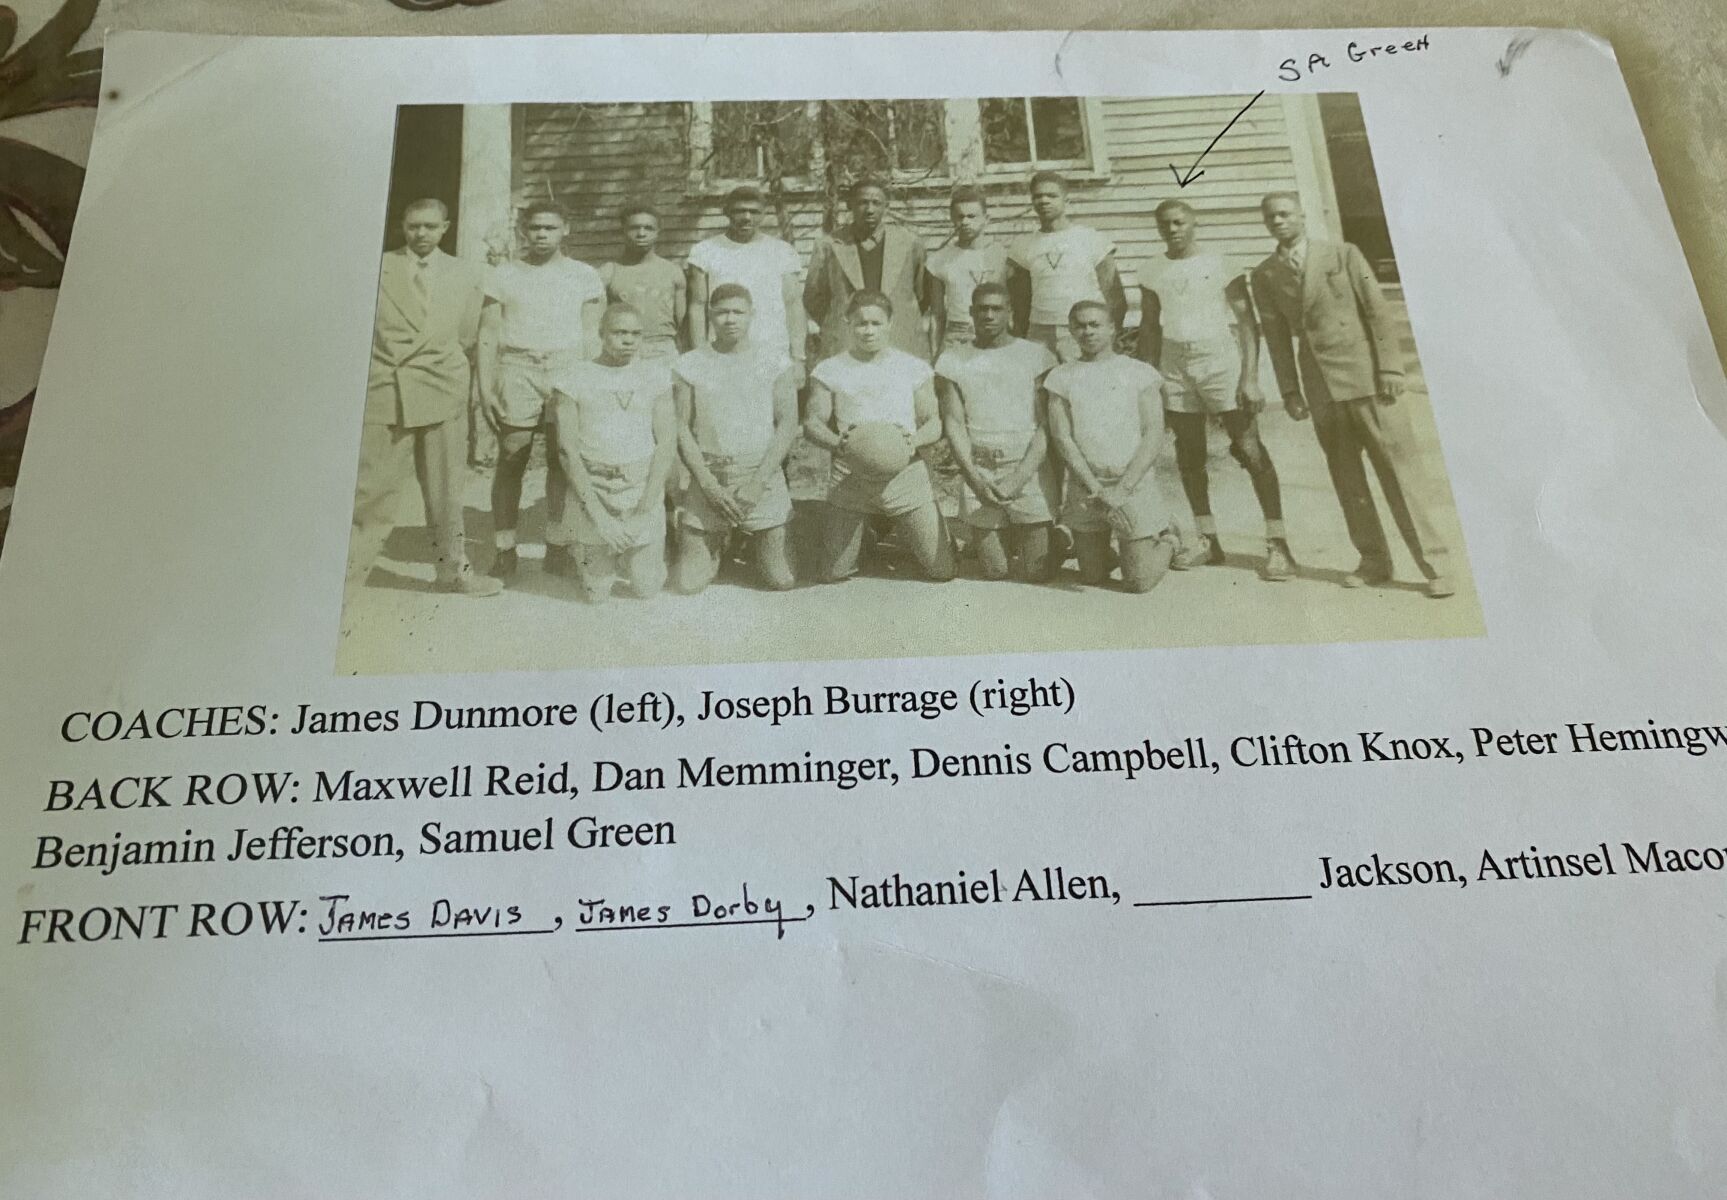 SA Green
COACHES: James Dunmore (left), Joseph Burrage (right)
BACK ROW: Maxwell Reid, Dan Memminger, Dennis Campbell, Clifton Knox, Peter Hemingw
Benjamin Jefferson, Samuel Green
FRONT ROW: James Davis, James Dorby, Nathaniel Allen, ________ Jackson, Artinsel Maco